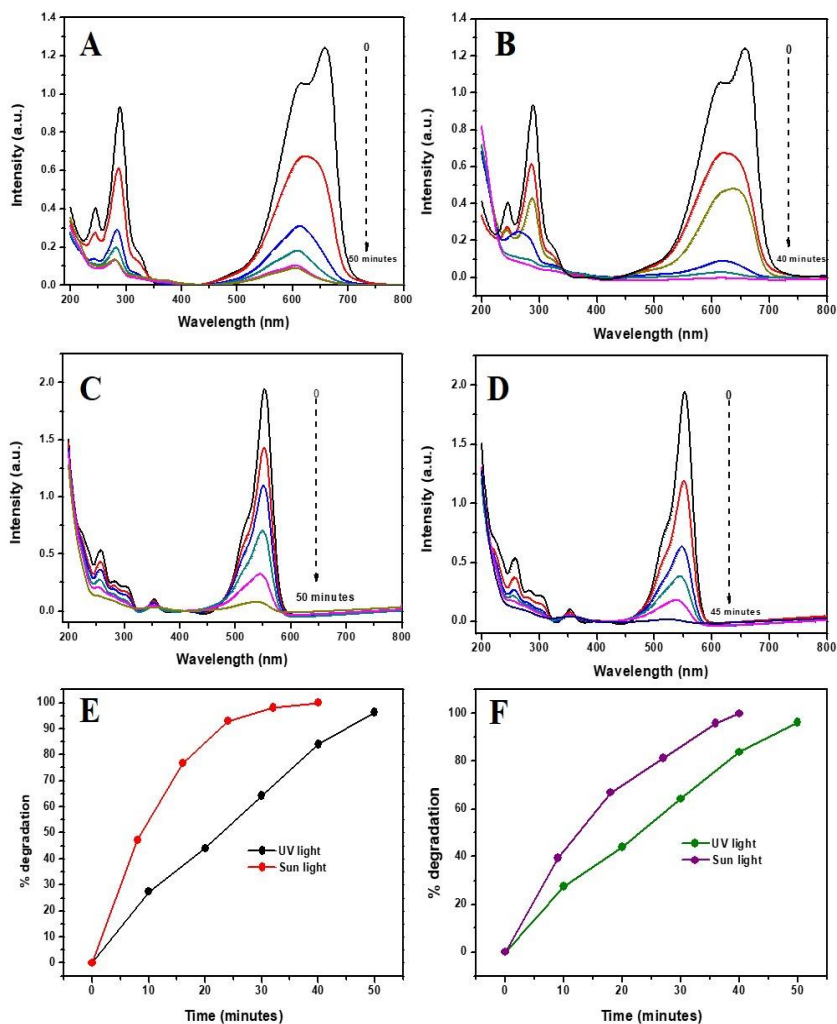 A
0
50 minutes
1.4
1.2
1.0
0.8
0.6
0.4
0.2
0.0
Intensity (a.u.)
200 300 400 500 600 700 800
Wavelength (nm)
B
0
40 minutes
1.4
1.2
1.0
0.8
0.6
0.4
0.2
0.0
Intensity (a.u.)
200 300 400 500 600 700 800
Wavelength (nm)
C
0
50 minutes
2.0
1.5
1.0
0.5
0.0
Intensity (a.u.)
200 300 400 500 600 700 800
Wavelength (nm)
D
0
45 minutes
2.0
1.5
1.0
0.5
0.0
Intensity (a.u.)
200 300 400 500 600 700 800
Wavelength (nm)
E
100
90
80
70
60
50
40
30
20
10
0
% degradation
UV light
Sun light
0 10 20 30 40 50
Time (minutes)
F
100
80
60
40
20
0
% degradation
UV light
Sun light
0 10 20 30 40 50
Time (minutes)